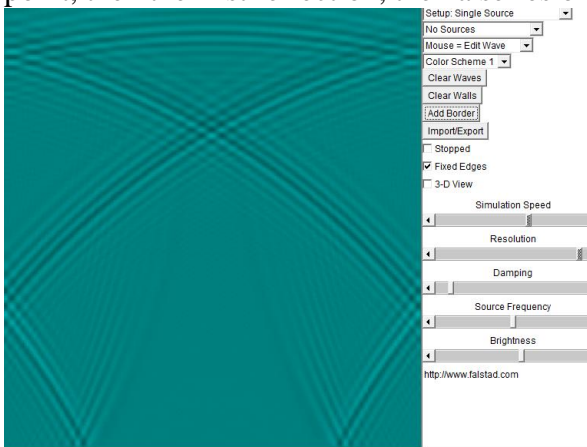 Setup: Single Source
No Sources
Mouse = Edit Wave
Color Scheme 1
Clear Waves
Clear Walls
Add Border
Import/Export
Stopped
Fixed Edges
3-D View
Simulation Speed
Resolution
Damping
Source Frequency
Brightness
http://www.falstad.com